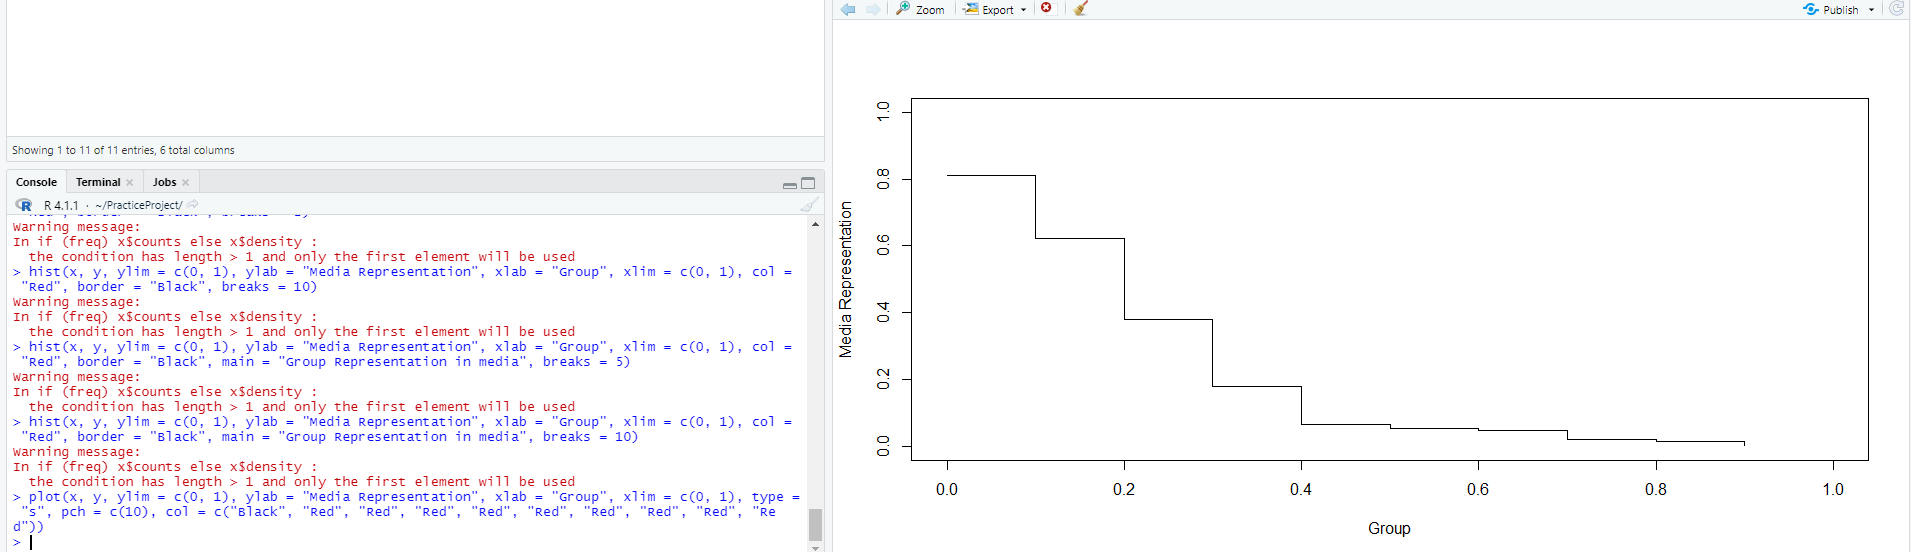 Showing 1 to 11 of 11 entries, 6 total columns
Console Terminal Jobs
R 4.1.1 · ~/PracticeProject/
Warning message:
In if (freq) x$counts else x$density :
  the condition has length > 1 and only the first element will be used
> hist(x, y, ylim = c(0, 1), ylab = "Media Representation", xlab = "Group", xlim = c(0, 1), col =
 "Red", border = "Black", breaks = 10)
Warning message:
In if (freq) x$counts else x$density :
  the condition has length > 1 and only the first element will be used
> hist(x, y, ylim = c(0, 1), ylab = "Media Representation", xlab = "Group", xlim = c(0, 1), col =
 "Red", border = "Black", main = "Group Representation in media", breaks = 5)
Warning message:
In if (freq) x$counts else x$density :
  the condition has length > 1 and only the first element will be used
> hist(x, y, ylim = c(0, 1), ylab = "Media Representation", xlab = "Group", xlim = c(0, 1), col =
 "Red", border = "Black", main = "Group Representation in media", breaks = 10)
Warning message:
In if (freq) x$counts else x$density :
  the condition has length > 1 and only the first element will be used
> plot(x, y, ylim = c(0, 1), ylab = "Media Representation", xlab = "Group", xlim = c(0, 1), type =
 "s", pch = c(10), col = c("Black", "Red", "Red", "Red", "Red", "Red", "Red", "Red", "Red", "Re
d"))
>
Zoom Export Publish
Media Representation
1.0
0.8
0.6
0.4
0.2
0.0
0.0 0.2 0.4 0.6 0.8 1.0
Group